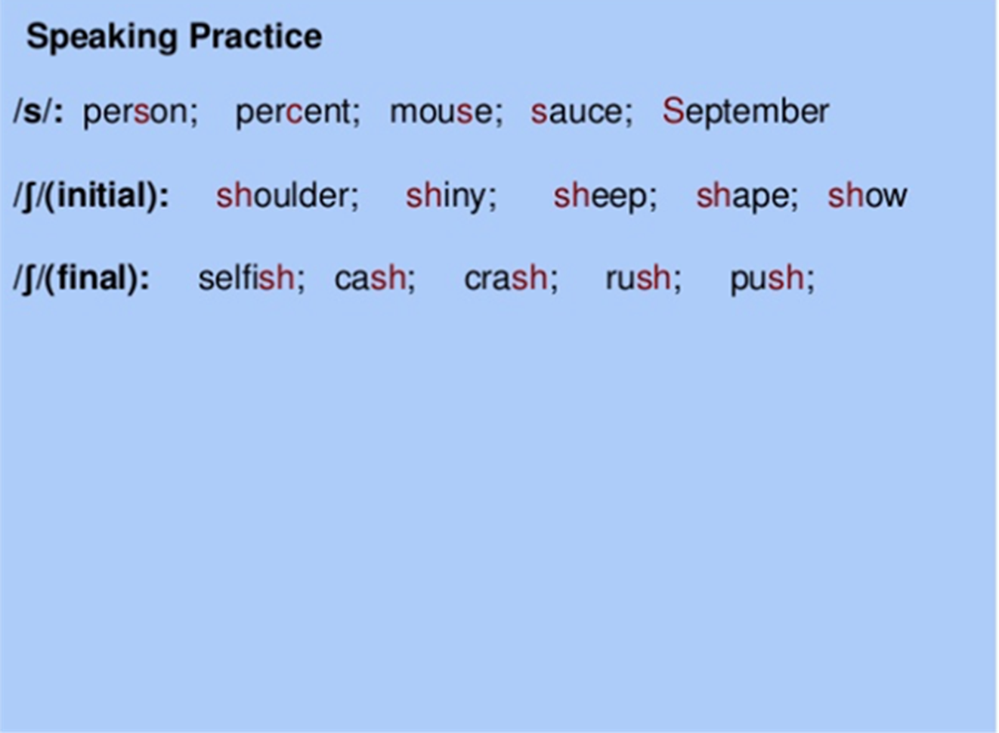 Speaking Practice
/s/: person; percent; mouse; sauce; September
/ʃ/(initial): shoulder; shiny; sheep; shape; show
/ʃ/(final): selfish; cash; crash; rush; push;